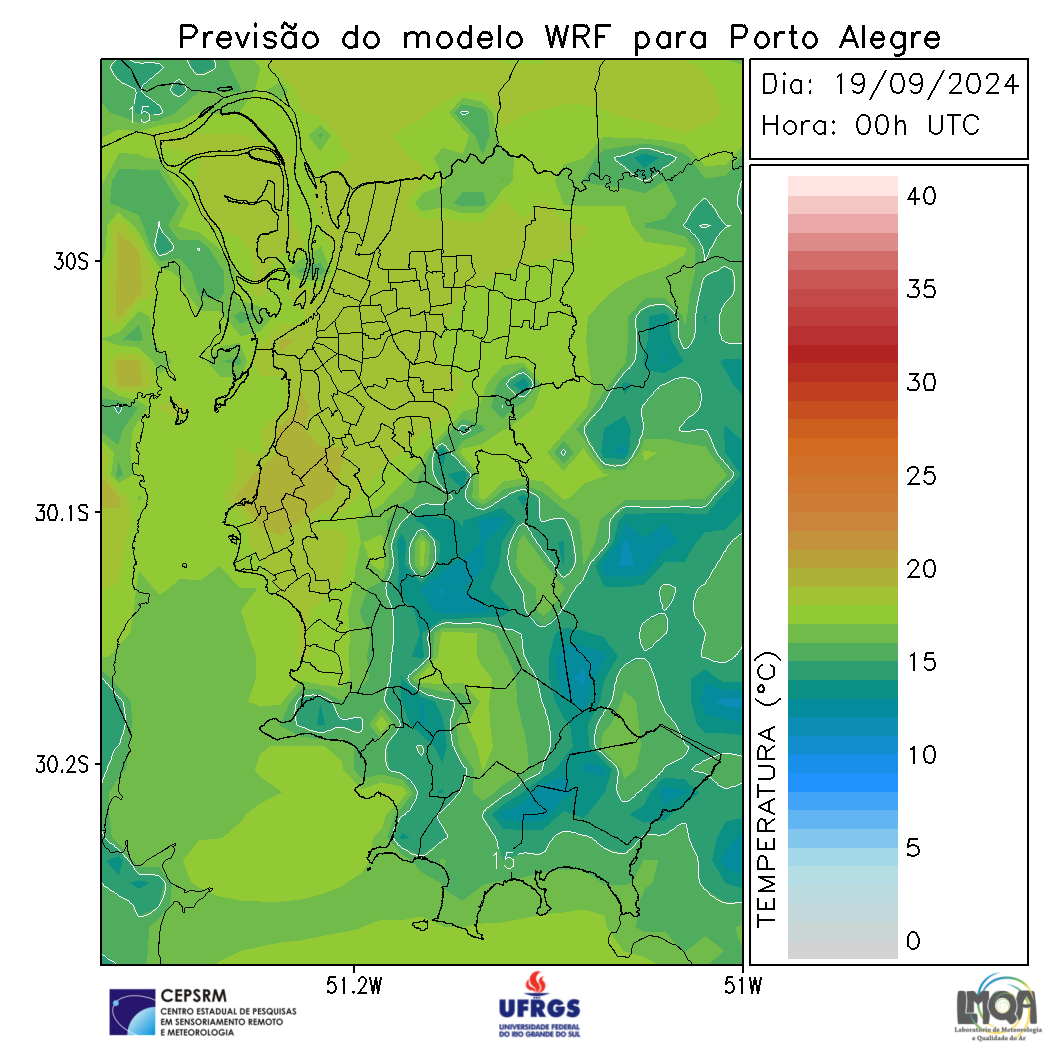 Previsão do modelo WRF para Porto Alegre
Dia: 19/09/2024
Hora: 00h UTC
15
30S
30.1S
30.2S
15
51.2W
51W
TEMPERATURA (°C)
40
35
30
25
20
15
10
5
0
CEPSRM
CENTRO ESTADUAL DE PESQUISAS
EM SENSORIAMENTO REMOTO
E METEOROLOGIA
UFRGS
UNIVERSIDADE FEDERAL
DO RIO GRANDE DO SUL
LMQA
Laboratório de Meteorologia
e Qualidade do Ar